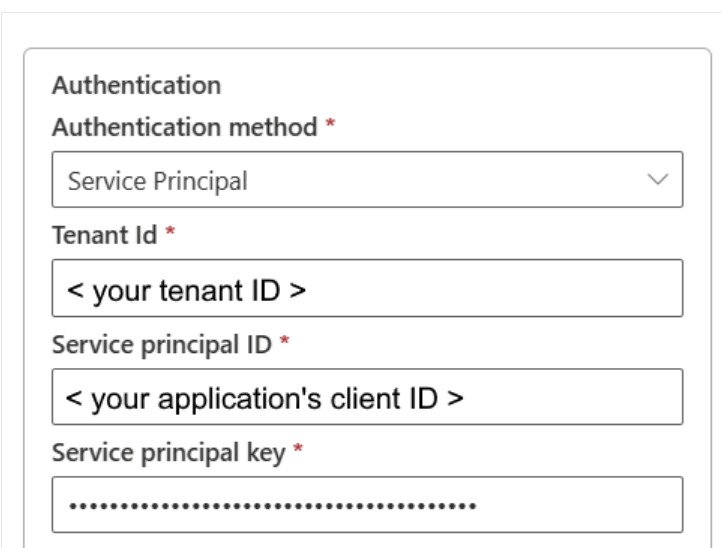 Authentication
Authentication method *
Service Principal
Tenant Id *
< your tenant ID >
Service principal ID *
< your application's client ID >
Service principal key *
••••••••••••••••••••••••••••••••••••••••